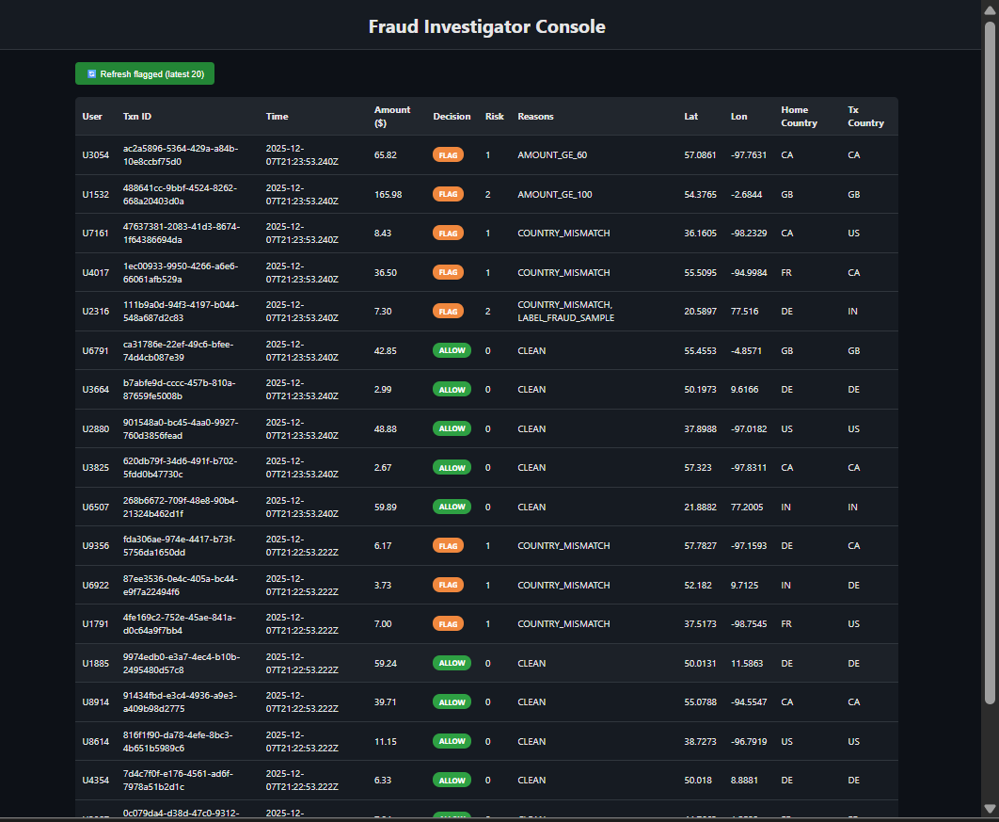 Fraud Investigator Console
Refresh flagged (latest 20)
User Txn ID Time Amount ($) Decision Risk Reasons Lat Lon Home Country Tx Country
U3054 ac2a5896-5364-429a-a84b-10e8ccbf75d0 2025-12-07T21:23:53.240Z 65.82 FLAG 1 AMOUNT_GE_60 57.0861 -97.7631 CA CA
U1532 488641cc-9bbf-4524-8262-668a20403d0a 2025-12-07T21:23:53.240Z 165.98 FLAG 2 AMOUNT_GE_100 54.3765 -2.6844 GB GB
U7161 47637381-2083-41d3-8674-1f64386694da 2025-12-07T21:23:53.240Z 8.43 FLAG 1 COUNTRY_MISMATCH 36.1605 -98.2329 CA US
U4017 1ec00933-9950-4266-a6e6-66061afb529a 2025-12-07T21:23:53.240Z 36.50 FLAG 1 COUNTRY_MISMATCH 55.5095 -94.9984 FR CA
U2316 111b9a0d-94f3-4197-b044-548a687d2c83 2025-12-07T21:23:53.240Z 7.30 FLAG 2 COUNTRY_MISMATCH, LABEL_FRAUD_SAMPLE 20.5897 77.516 DE IN
U6791 ca31786e-22ef-49c6-bfee-74d4cb087e39 2025-12-07T21:23:53.240Z 42.85 ALLOW 0 CLEAN 55.4553 -4.8571 GB GB
U3664 b7abfe9d-cccc-457b-810a-87659fe5008b 2025-12-07T21:23:53.240Z 2.99 ALLOW 0 CLEAN 50.1973 9.6166 DE DE
U2880 901548a0-bc45-4aa0-9927-760d3856fead 2025-12-07T21:23:53.240Z 48.88 ALLOW 0 CLEAN 37.8988 -97.0182 US US
U3825 620db79f-34d6-491f-b702-5fdd0b47730c 2025-12-07T21:23:53.240Z 2.67 ALLOW 0 CLEAN 57.323 -97.8311 CA CA
U6507 268b6672-709f-48e8-90b4-21324b462d1f 2025-12-07T21:23:53.240Z 59.89 ALLOW 0 CLEAN 21.8882 77.2005 IN IN
U9356 fda306ae-974e-4417-b73f-5756da1650dd 2025-12-07T21:22:53.222Z 6.17 FLAG 1 COUNTRY_MISMATCH 57.7827 -97.1593 DE CA
U6922 87ee3536-0e4c-405a-bc44-e9f7a22494f6 2025-12-07T21:22:53.222Z 3.73 FLAG 1 COUNTRY_MISMATCH 52.182 9.7125 IN DE
U1791 4fe169c2-752e-45ae-841a-d0c64a9f7bb4 2025-12-07T21:22:53.222Z 7.00 FLAG 1 COUNTRY_MISMATCH 37.5173 -98.7545 FR US
U1885 9974edb0-e3a7-4ec4-b10b-2495480d57c8 2025-12-07T21:22:53.222Z 59.24 ALLOW 0 CLEAN 50.0131 11.5863 DE DE
U8914 91434fbd-e3c4-4936-a9e3-a409b98d2775 2025-12-07T21:22:53.222Z 39.71 ALLOW 0 CLEAN 55.0788 -94.5547 CA CA
U8614 816f1f90-da78-4efe-8bc3-4b651b5989c6 2025-12-07T21:22:53.222Z 11.15 ALLOW 0 CLEAN 38.7273 -96.7919 US US
U4354 7d4c7f0f-e176-4561-ad6f-7978a51b2d1c 2025-12-07T21:22:53.222Z 6.33 ALLOW 0 CLEAN 50.018 8.8881 DE DE
0c079da4-d38d-47c0-9312- 2025-12-